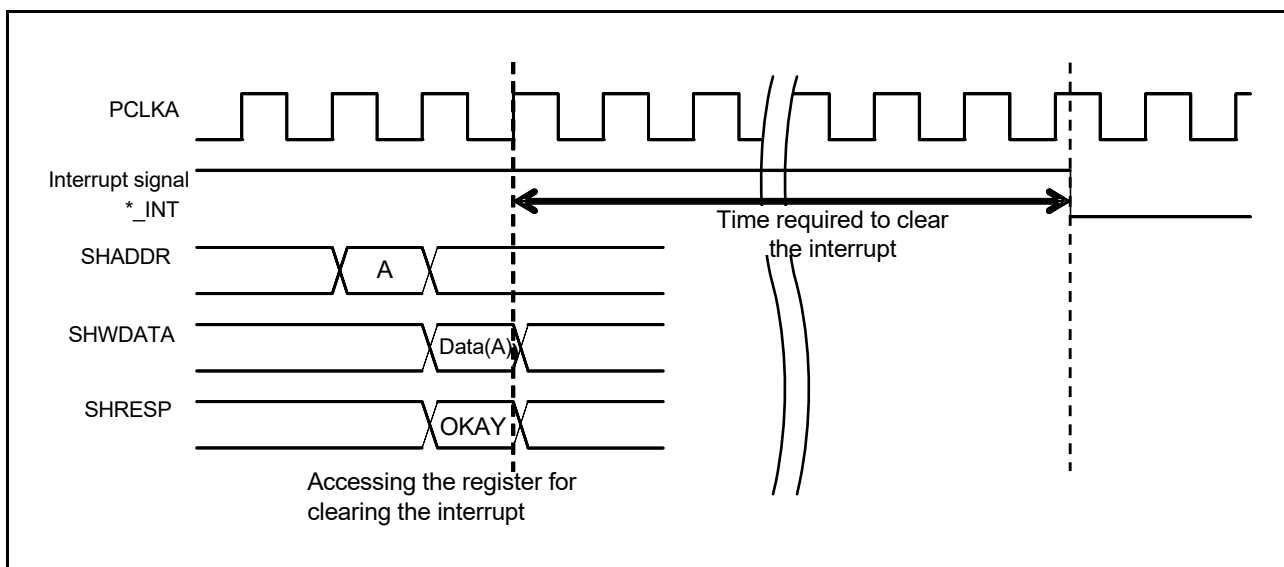 PCLKA
Interrupt signal
*_INT
Time required to clear
the interrupt
SHADDR
A
SHWDATA
Data(A)
SHRESP
OKAY
Accessing the register for
clearing the interrupt